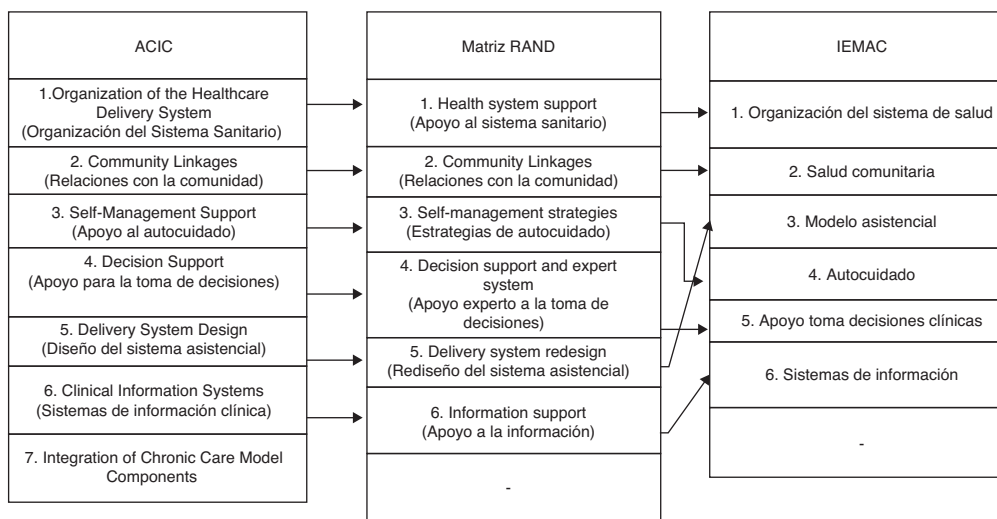 ACIC
1.Organization of the Healthcare
Delivery System
(Organización del Sistema Sanitario)
2. Community Linkages
(Relaciones con la comunidad)
3. Self-Management Support
(Apoyo al autocuidado)
4. Decision Support
(Apoyo para la toma de decisiones)
5. Delivery System Design
(Diseño del sistema asistencial)
6. Clinical Information Systems
(Sistemas de información clínica)
7. Integration of Chronic Care Model
Components
Matriz RAND
1. Health system support
(Apoyo al sistema sanitario)
2. Community Linkages
(Relaciones con la comunidad)
3. Self-management strategies
(Estrategias de autocuidado)
4. Decision support and expert
system
(Apoyo experto a la toma de
decisiones)
5. Delivery system redesign
(Rediseño del sistema asistencial)
6. Information support
(Apoyo a la información)
-
IEMAC
1. Organización del sistema de salud
2. Salud comunitaria
3. Modelo asistencial
4. Autocuidado
5. Apoyo toma decisiones clínicas
6. Sistemas de información
-